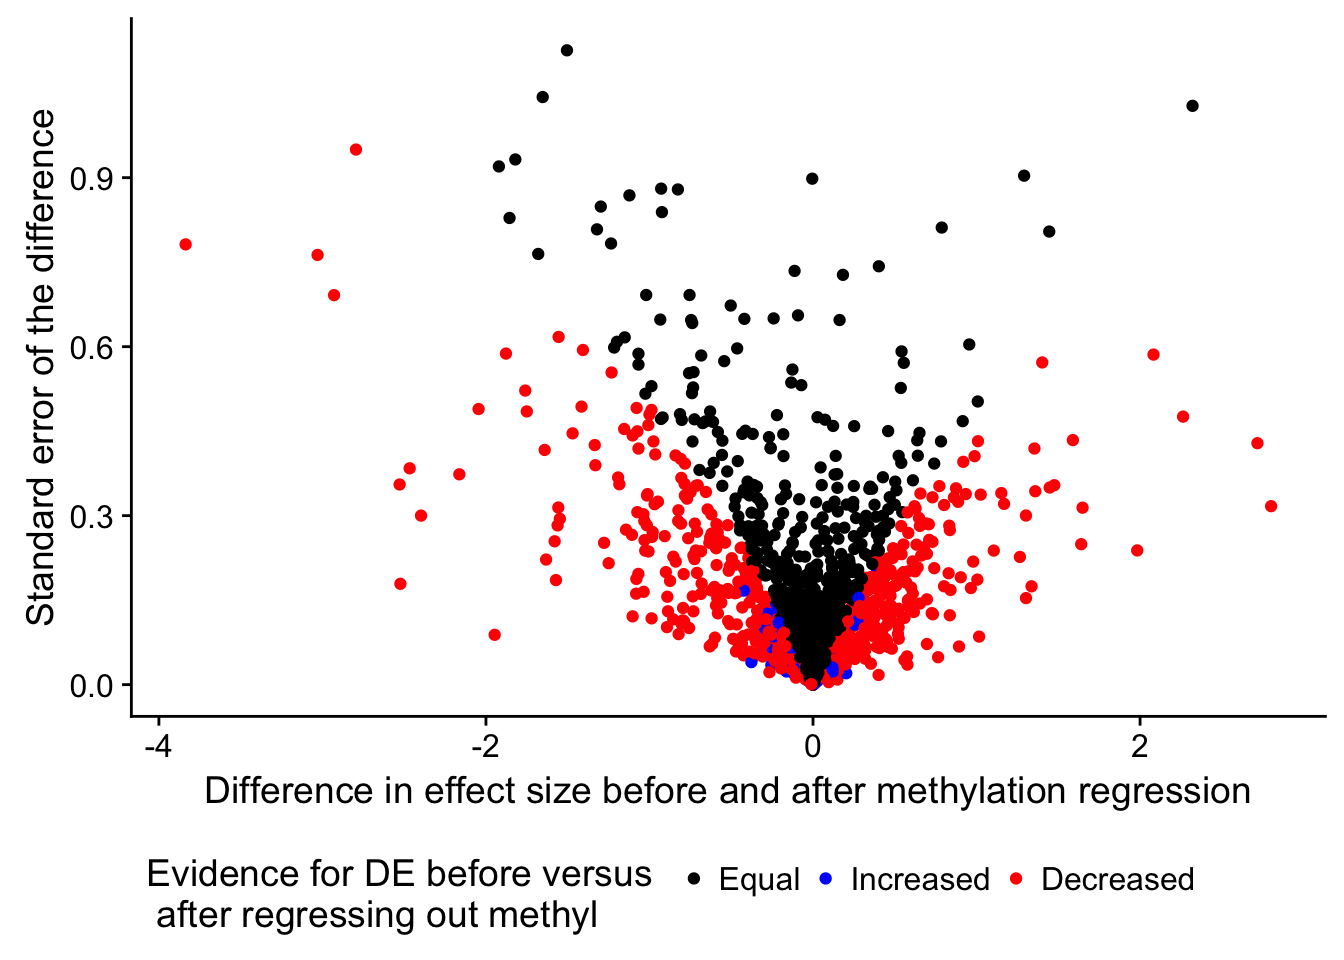 Standard error of the difference
0.9
0.6
0.3
0.0
-4 -2 0 2
Difference in effect size before and after methylation regression
Evidence for DE before versus
after regressing out methyl
Equal Increased Decreased